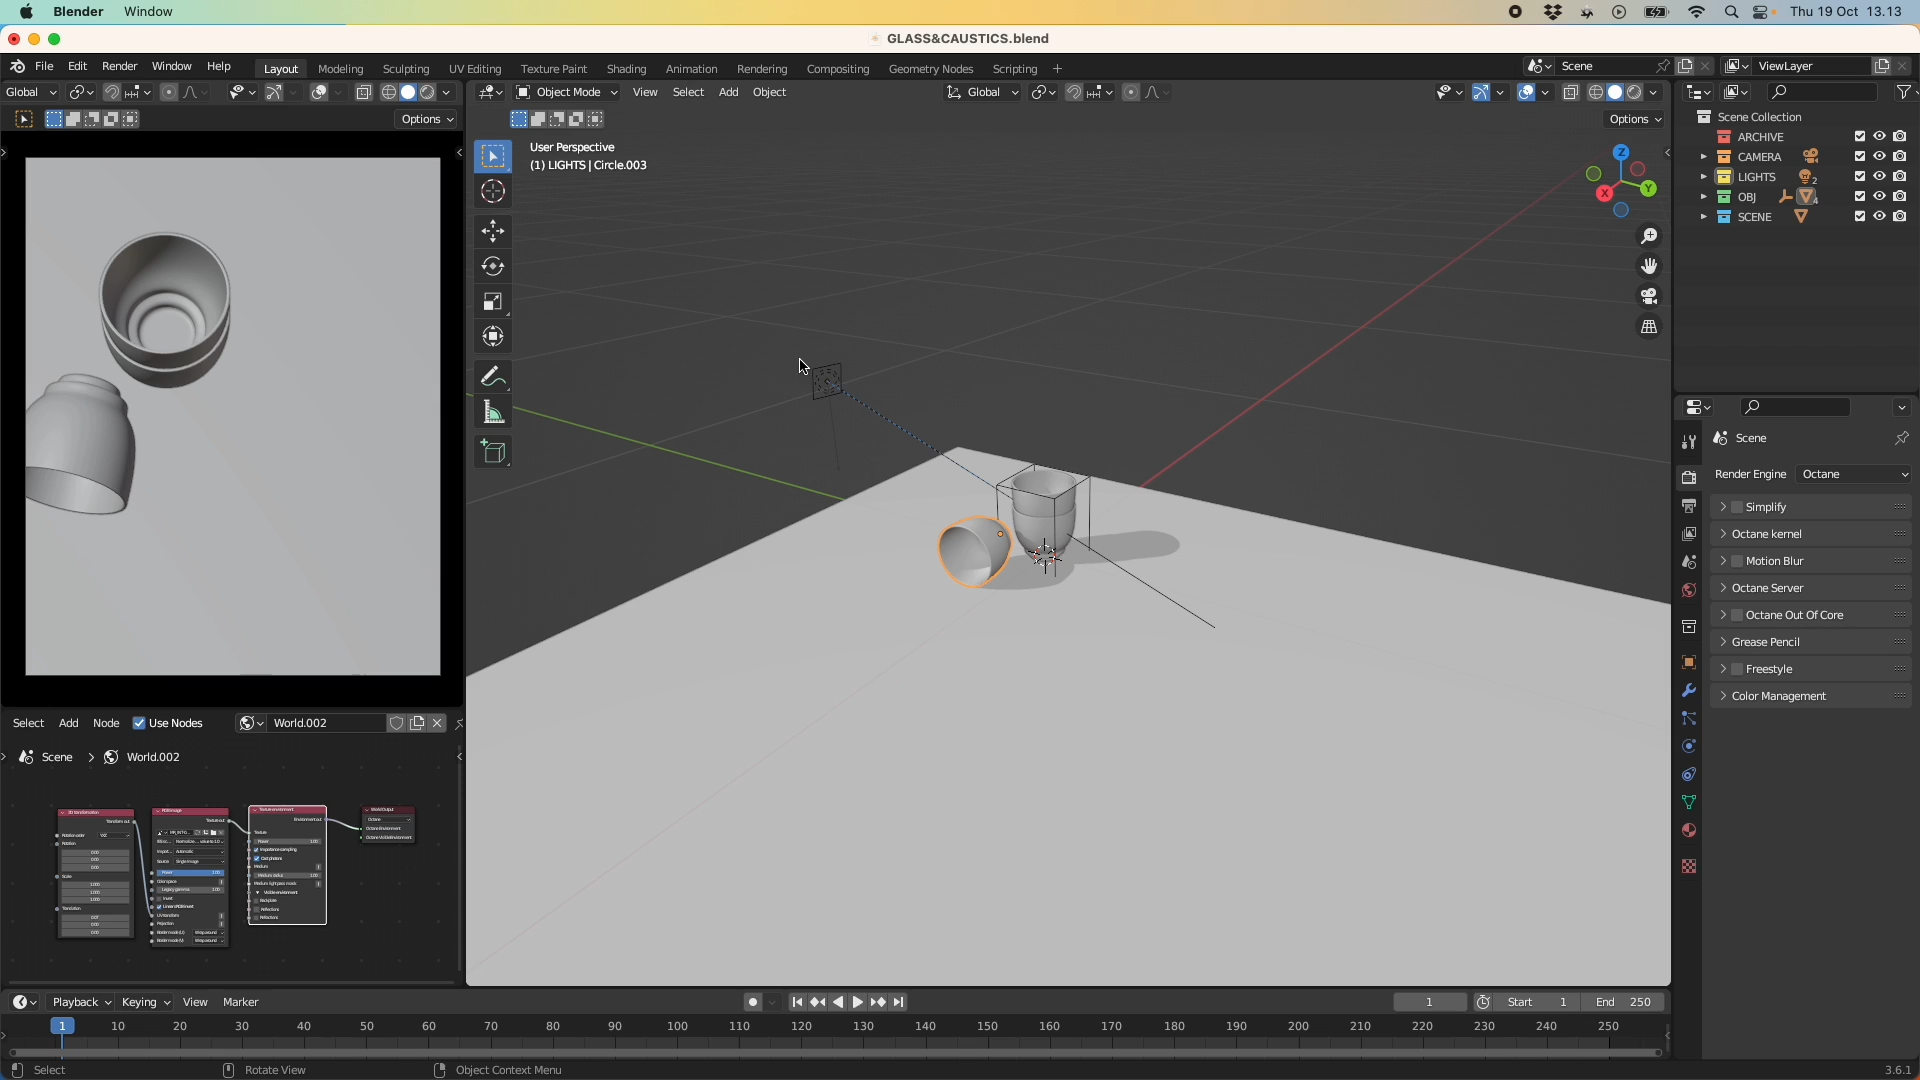 Blender Window
Thu 19 Oct 13.13
GLASS&CAUSTICS.blend
File Edit Render Window Help
Layout Modeling Sculpting UV Editing Texture Paint Shading Animation Rendering Compositing Geometry Nodes Scripting +
Scene
ViewLayer
Global
Object Mode View Select Add Object
Global
Options
Options
User Perspective
(1) LIGHTS | Circle.003
Z
Y
X
Scene Collection
ARCHIVE
CAMERA
LIGHTS 2
OBJ 4
SCENE
Scene
Render Engine Octane
Simplify
Octane kernel
Motion Blur
Octane Server
Octane Out Of Core
Grease Pencil
Freestyle
Color Management
Select Add Node Use Nodes World.002
Scene > World.002
Playback Keying View Marker
1 Start 1 End 250
1 10 20 30 40 50 60 70 80 90 100 110 120 130 140 150 160 170 180 190 200 210 220 230 240 250
Select Rotate View Object Context Menu 3.6.1